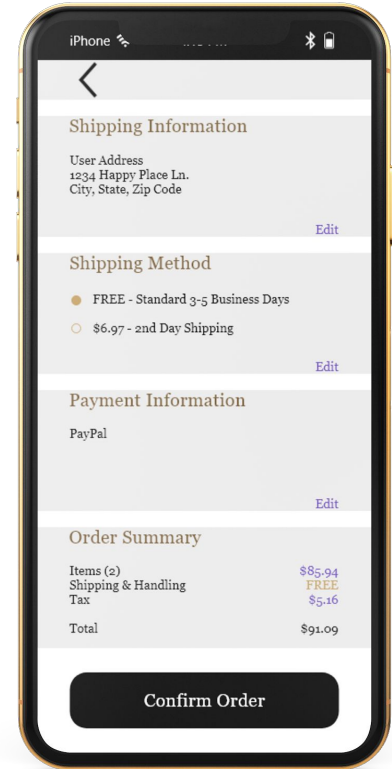 iPhone
Shipping Information
User Address
1234 Happy Place Ln.
City, State, Zip Code
Edit
Shipping Method
FREE - Standard 3-5 Business Days
$6.97 - 2nd Day Shipping
Edit
Payment Information
PayPal
Edit
Order Summary
Items (2) $85.94
Shipping & Handling FREE
Tax $5.16
Total $91.09
Confirm Order